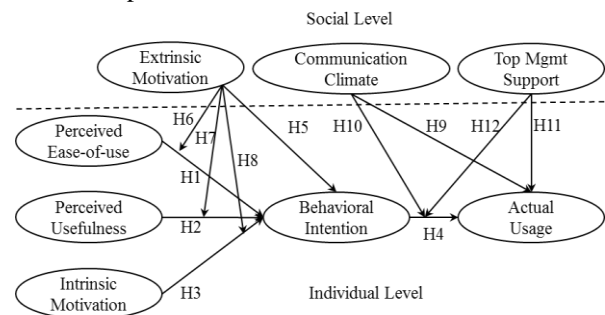 Social Level
Extrinsic
Motivation
Communication
Climate
Top Mgmt
Support
H6
H7
H8
H5
H10
H9
H12
H11
Perceived
Ease-of-use
H1
Perceived
Usefulness
H2
Behavioral
Intention
H4
Actual
Usage
Intrinsic
Motivation
H3
Individual Level